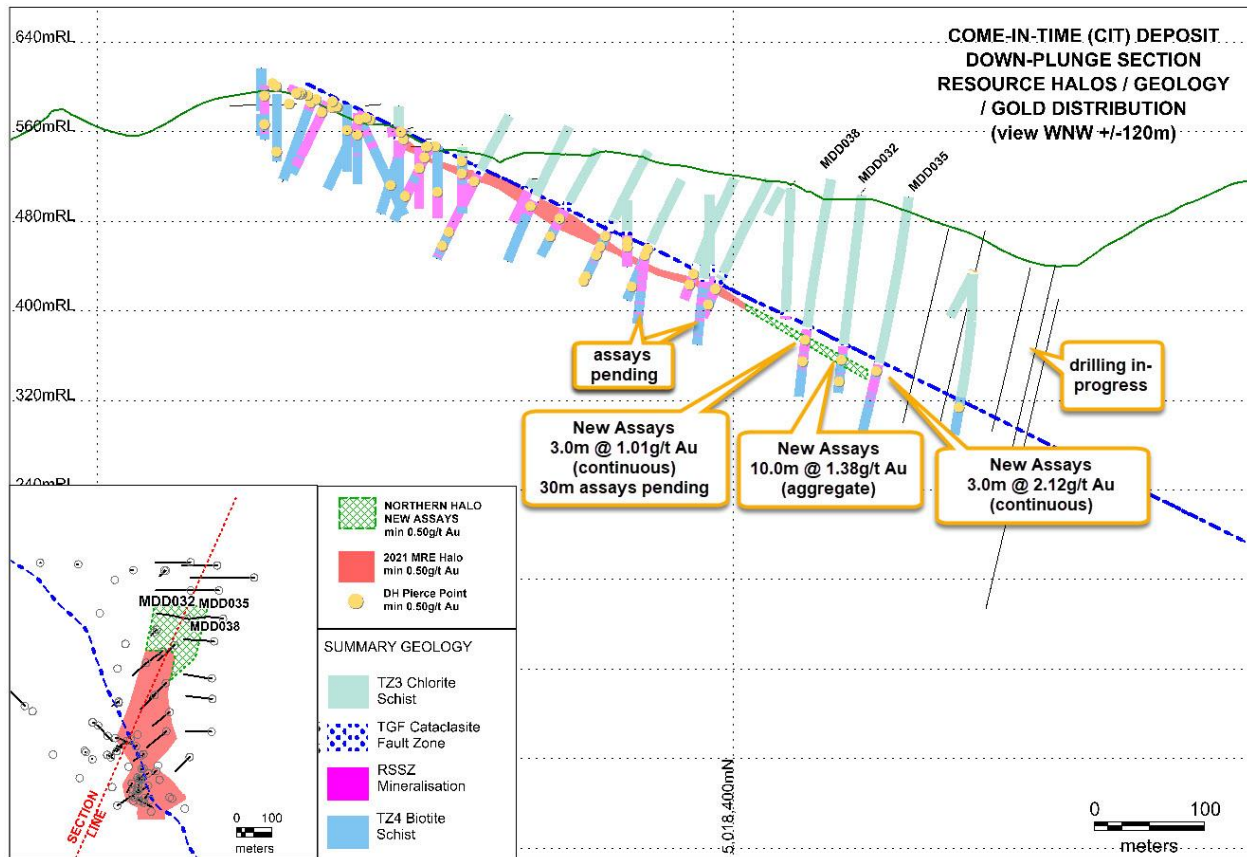 COME-IN-TIME (CIT) DEPOSIT
DOWN-PLUNGE SECTION
RESOURCE HALOS / GEOLOGY
/ GOLD DISTRIBUTION
(view WNW +/-120m)
640mRL
560mRL
480mRL
400mRL
320mRL
240mRL
MDD038
MDD032
MDD035
assays
pending
drilling in-
progress
New Assays
3.0m @ 1.01g/t Au
(continuous)
30m assays pending
New Assays
10.0m @ 1.38g/t Au
(aggregate)
New Assays
3.0m @ 2.12g/t Au
(continuous)
MDD032
MDD035
MDD038
SECTION
LINE
0 100
meters
NORTHERN HALO
NEW ASSAYS
min 0.50g/t Au
2021 MRE Halo
min 0.50g/t Au
DH Pierce Point
min 0.50g/t Au
SUMMARY GEOLOGY
TZ3 Chlorite
Schist
TGF Cataclasite
Fault Zone
RSSZ
Mineralisation
TZ4 Biotite
Schist
5,018,400mN
0 100
meters